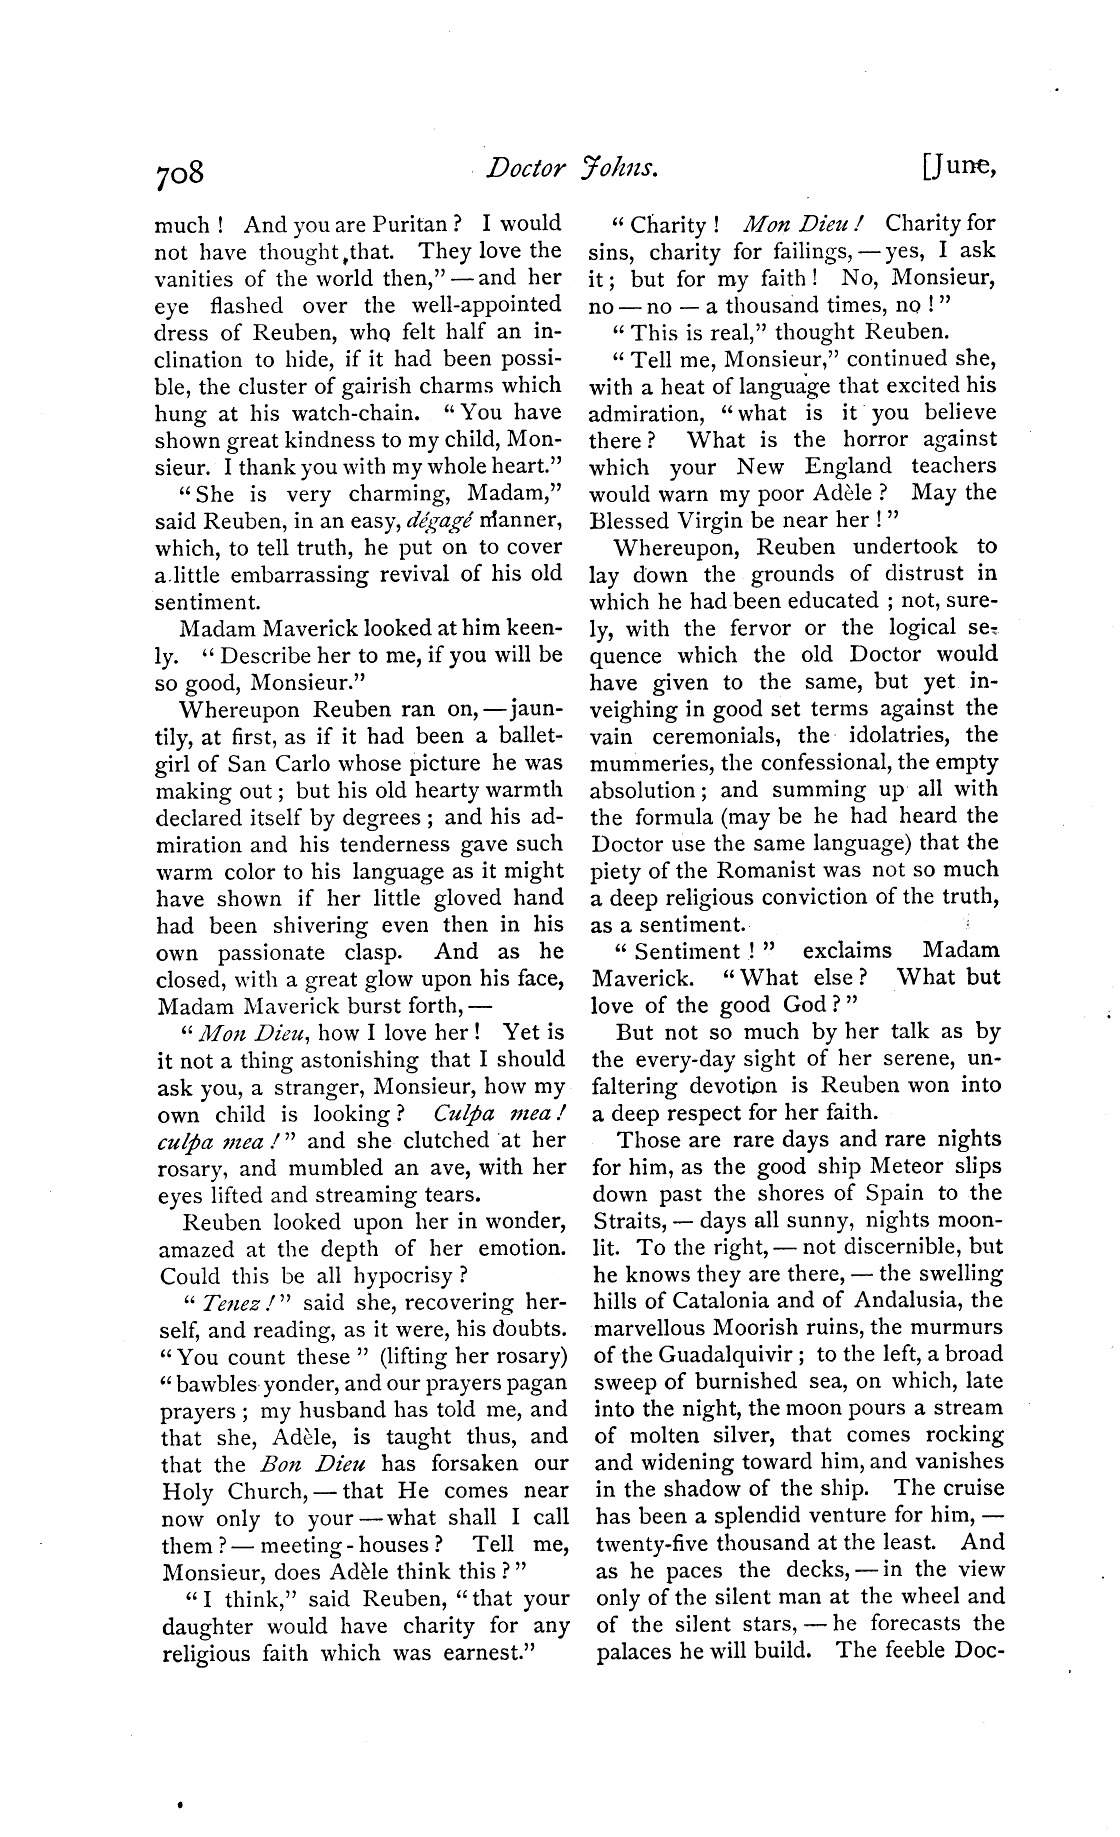 708
Doctor Johns.
[June,
much ! And you are Puritan ? I would
not have thought that. They love the
vanities of the world then,” — and her
eye flashed over the well-appointed
dress of Reuben, who felt half an in-
clination to hide, if it had been possi-
ble, the cluster of gairish charms which
hung at his watch-chain. “You have
shown great kindness to my child, Mon-
sieur. I thank you with my whole heart.”
“She is very charming, Madam,”
said Reuben, in an easy, dégagé manner,
which, to tell truth, he put on to cover
a little embarrassing revival of his old
sentiment.
Madam Maverick looked at him keen-
ly. “Describe her to me, if you will be
so good, Monsieur.”
Whereupon Reuben ran on, — jaun-
tily, at first, as if it had been a ballet-
girl of San Carlo whose picture he was
making out ; but his old hearty warmth
declared itself by degrees ; and his ad-
miration and his tenderness gave such
warm color to his language as it might
have shown if her little gloved hand
had been shivering even then in his
own passionate clasp. And as he
closed, with a great glow upon his face,
Madam Maverick burst forth, —
“Mon Dieu, how I love her ! Yet is
it not a thing astonishing that I should
ask you, a stranger, Monsieur, how my
own child is looking ? Culpa mea !
culpa mea !” and she clutched at her
rosary, and mumbled an ave, with her
eyes lifted and streaming tears.
Reuben looked upon her in wonder,
amazed at the depth of her emotion.
Could this be all hypocrisy ?
“Tenez !” said she, recovering her-
self, and reading, as it were, his doubts.
“You count these” (lifting her rosary)
“bawbles yonder, and our prayers pagan
prayers ; my husband has told me, and
that she, Adèle, is taught thus, and
that the Bon Dieu has forsaken our
Holy Church, — that He comes near
now only to your — what shall I call
them ? — meeting-houses ? Tell me,
Monsieur, does Adèle think this ?”
“I think,” said Reuben, “that your
daughter would have charity for any
religious faith which was earnest.”
“Charity ! Mon Dieu ! Charity for
sins, charity for failings, — yes, I ask
it ; but for my faith ! No, Monsieur,
no — no — a thousand times, no !”
“This is real,” thought Reuben.
“Tell me, Monsieur,” continued she,
with a heat of language that excited his
admiration, “what is it you believe
there ? What is the horror against
which your New England teachers
would warn my poor Adèle ? May the
Blessed Virgin be near her !”
Whereupon, Reuben undertook to
lay down the grounds of distrust in
which he had been educated ; not, sure-
ly, with the fervor or the logical se-
quence which the old Doctor would
have given to the same, but yet in-
veighing in good set terms against the
vain ceremonials, the idolatries, the
mummeries, the confessional, the empty
absolution ; and summing up all with
the formula (may be he had heard the
Doctor use the same language) that the
piety of the Romanist was not so much
a deep religious conviction of the truth,
as a sentiment.
“Sentiment !” exclaims Madam
Maverick. “What else ? What but
love of the good God ?”
But not so much by her talk as by
the every-day sight of her serene, un-
faltering devotion is Reuben won into
a deep respect for her faith.
Those are rare days and rare nights
for him, as the good ship Meteor slips
down past the shores of Spain to the
Straits, — days all sunny, nights moon-
lit. To the right, — not discernible, but
he knows they are there, — the swelling
hills of Catalonia and of Andalusia, the
marvellous Moorish ruins, the murmurs
of the Guadalquivir ; to the left, a broad
sweep of burnished sea, on which, late
into the night, the moon pours a stream
of molten silver, that comes rocking
and widening toward him, and vanishes
in the shadow of the ship. The cruise
has been a splendid venture for him, —
twenty-five thousand at the least. And
as he paces the decks, — in the view
only of the silent man at the wheel and
of the silent stars, — he forecasts the
palaces he will build. The feeble Doc-